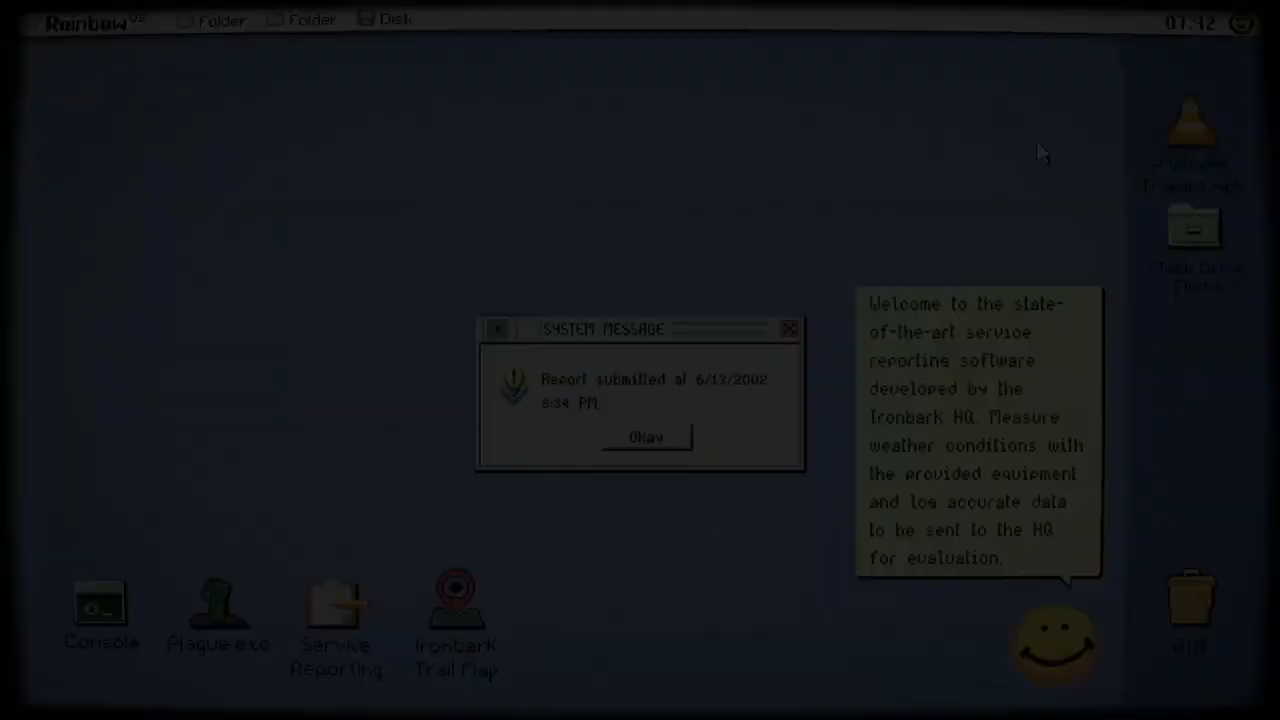 Rainbow OS
Folder
Folder
Disk
07:42
SYSTEM MESSAGE
Report submitted at 6/13/2002
6:34 PM
Okay
Welcome to the state-
of-the-art service
reporting software
developed by the
Ironbark HQ. Measure
weather conditions with
the provided equipment
and log accurate data
to be sent to the HQ
for evaluation.
Console
Plaque.exe
Service
Reporting
Ironbark
Trail Map
BIN